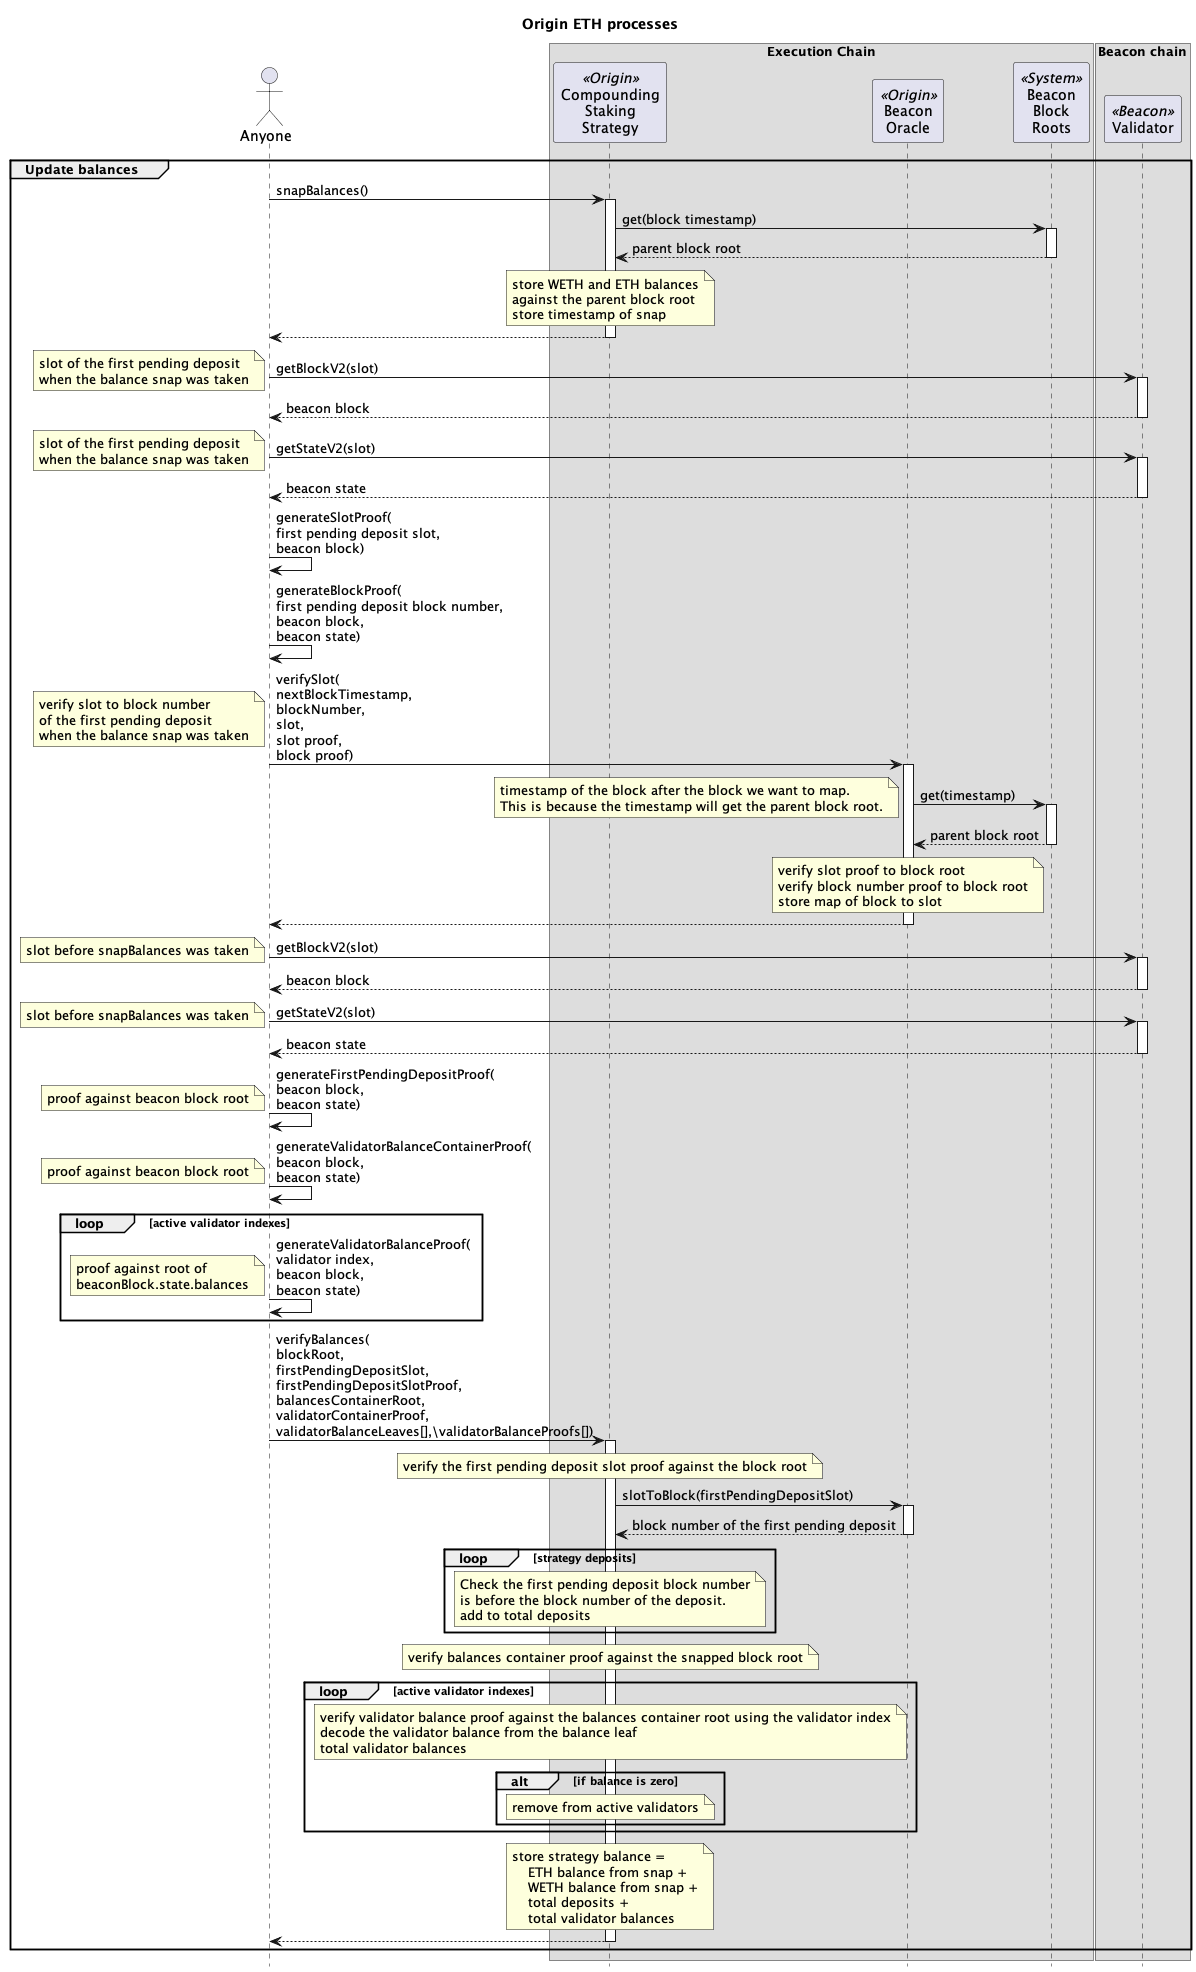 Origin ETH processes
Execution Chain
Beacon chain
Anyone
«Origin»
Compounding
Staking
Strategy
«Origin»
Beacon
Oracle
«System»
Beacon
Block
Roots
«Beacon»
Validator
Update balances
snapBalances()
get(block timestamp)
parent block root
store WETH and ETH balances
against the parent block root
store timestamp of snap
slot of the first pending deposit
when the balance snap was taken
getBlockV2(slot)
beacon block
slot of the first pending deposit
when the balance snap was taken
getStateV2(slot)
beacon state
generateSlotProof(
first pending deposit slot,
beacon block)
generateBlockProof(
first pending deposit block number,
beacon block,
beacon state)
verify slot to block number
of the first pending deposit
when the balance snap was taken
verifySlot(
nextBlockTimestamp,
blockNumber,
slot,
slot proof,
block proof)
timestamp of the block after the block we want to map.
This is because the timestamp will get the parent block root.
get(timestamp)
parent block root
verify slot proof to block root
verify block number proof to block root
store map of block to slot
slot before snapBalances was taken
getBlockV2(slot)
beacon block
slot before snapBalances was taken
getStateV2(slot)
beacon state
proof against beacon block root
generateFirstPendingDepositProof(
beacon block,
beacon state)
proof against beacon block root
generateValidatorBalanceContainerProof(
beacon block,
beacon state)
loop [active validator indexes]
proof against root of
beaconBlock.state.balances
generateValidatorBalanceProof(
validator index,
beacon block,
beacon state)
verifyBalances(
blockRoot,
firstPendingDepositSlot,
firstPendingDepositSlotProof,
balancesContainerRoot,
validatorContainerProof,
validatorBalanceLeaves[],\validatorBalanceProofs[])
verify the first pending deposit slot proof against the block root
slotToBlock(firstPendingDepositSlot)
block number of the first pending deposit
loop [strategy deposits]
Check the first pending deposit block number
is before the block number of the deposit.
add to total deposits
verify balances container proof against the snapped block root
loop [active validator indexes]
verify validator balance proof against the balances container root using the validator index
decode the validator balance from the balance leaf
total validator balances
alt [if balance is zero]
remove from active validators
store strategy balance =
ETH balance from snap +
WETH balance from snap +
total deposits +
total validator balances